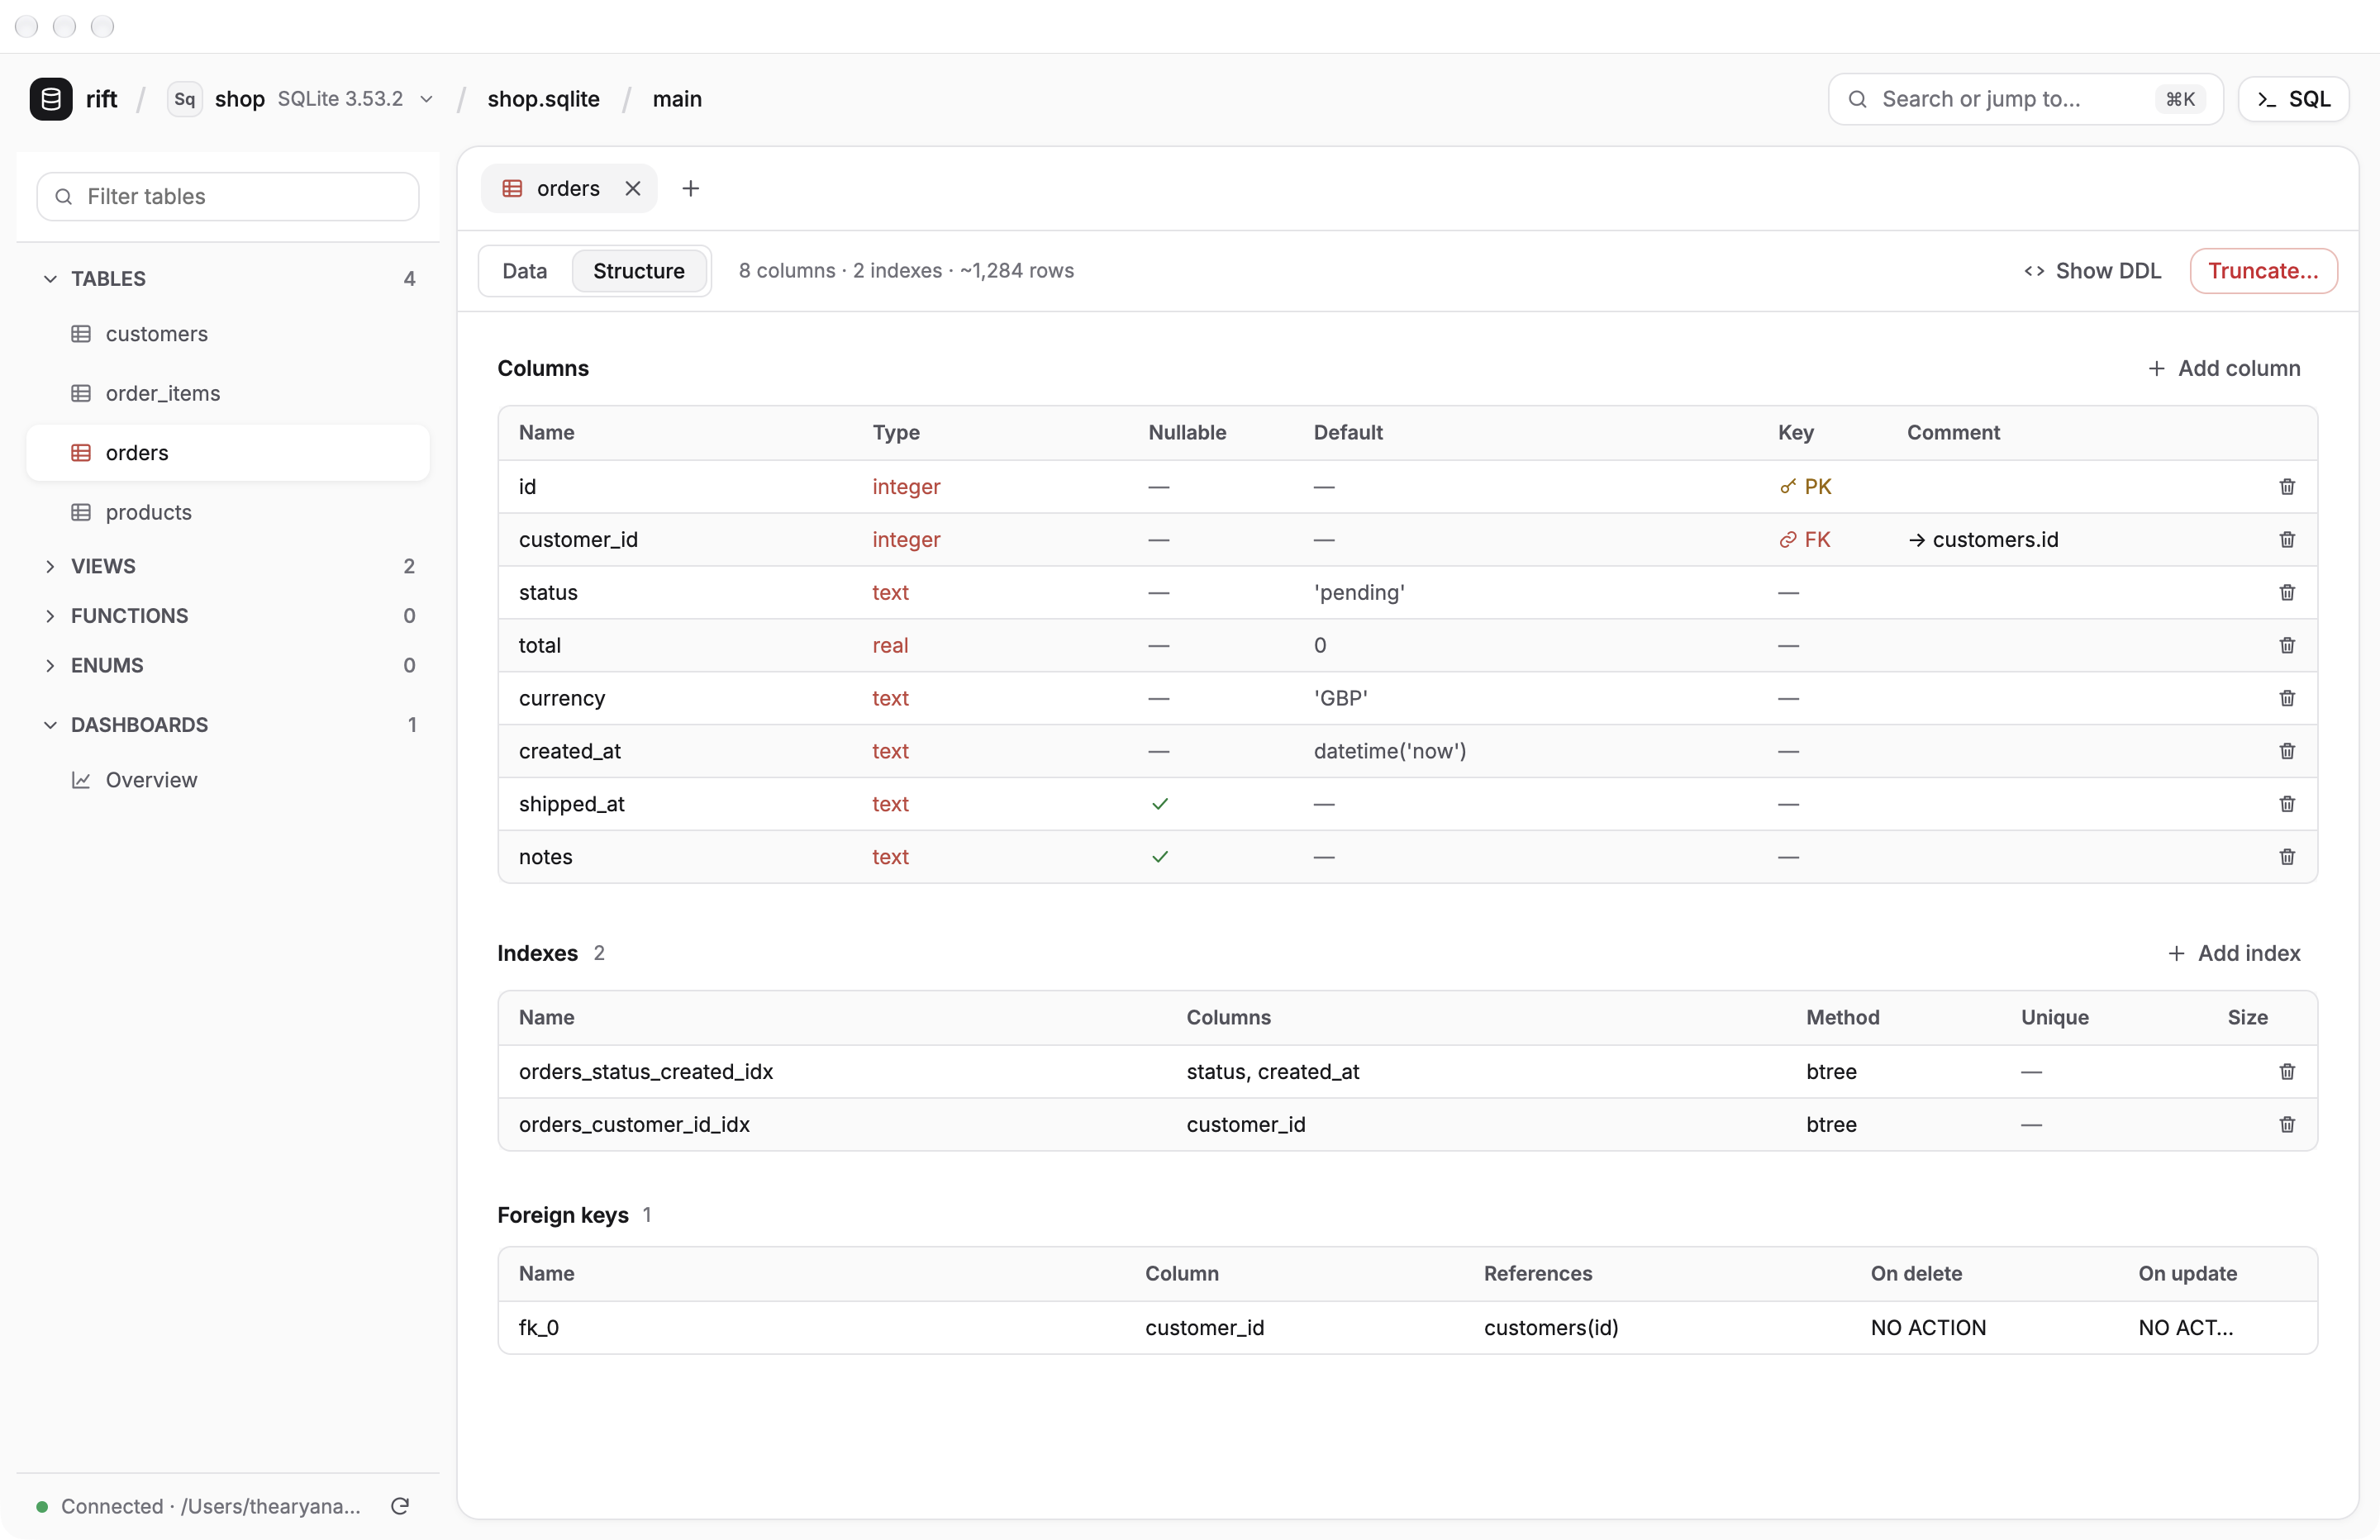 rift / Sq shop SQLite 3.53.2 / shop.sqlite / main
Search or jump to... ⌘K
>_ SQL
Filter tables
TABLES 4
customers
order_items
orders
products
VIEWS 2
FUNCTIONS 0
ENUMS 0
DASHBOARDS 1
Overview
Connected · /Users/thearyana...
orders
Data Structure 8 columns · 2 indexes · ~1,284 rows
<> Show DDL Truncate...
Columns
+ Add column
Name Type Nullable Default Key Comment
id integer — — PK
customer_id integer — — FK → customers.id
status text — 'pending' —
total real — 0 —
currency text — 'GBP' —
created_at text — datetime('now') —
shipped_at text ✓ — —
notes text ✓ — —
Indexes 2
+ Add index
Name Columns Method Unique Size
orders_status_created_idx status, created_at btree —
orders_customer_id_idx customer_id btree —
Foreign keys 1
Name Column References On delete On update
fk_0 customer_id customers(id) NO ACTION NO ACT...